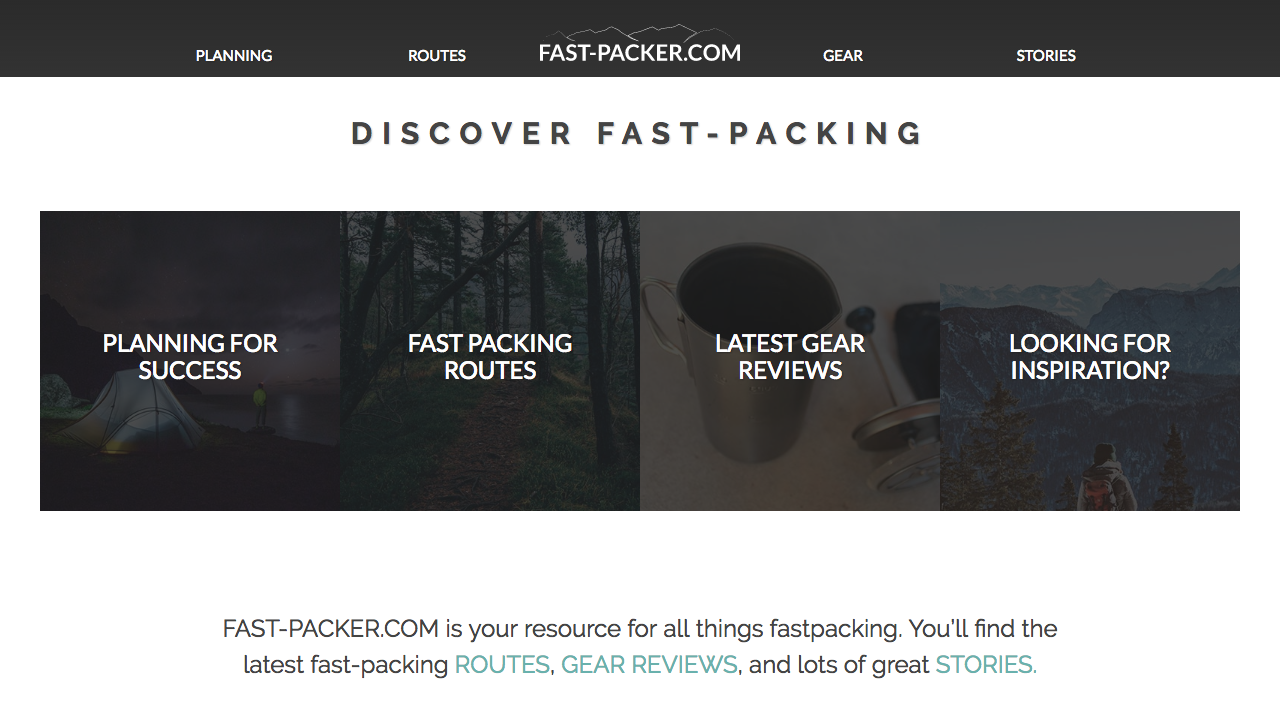 PLANNING ROUTES FAST-PACKER.COM GEAR STORIES
DISCOVER FAST-PACKING
PLANNING FOR
SUCCESS
FAST PACKING
ROUTES
LATEST GEAR
REVIEWS
LOOKING FOR
INSPIRATION?
FAST-PACKER.COM is your resource for all things fastpacking. You'll find the
latest fast-packing ROUTES, GEAR REVIEWS, and lots of great STORIES.